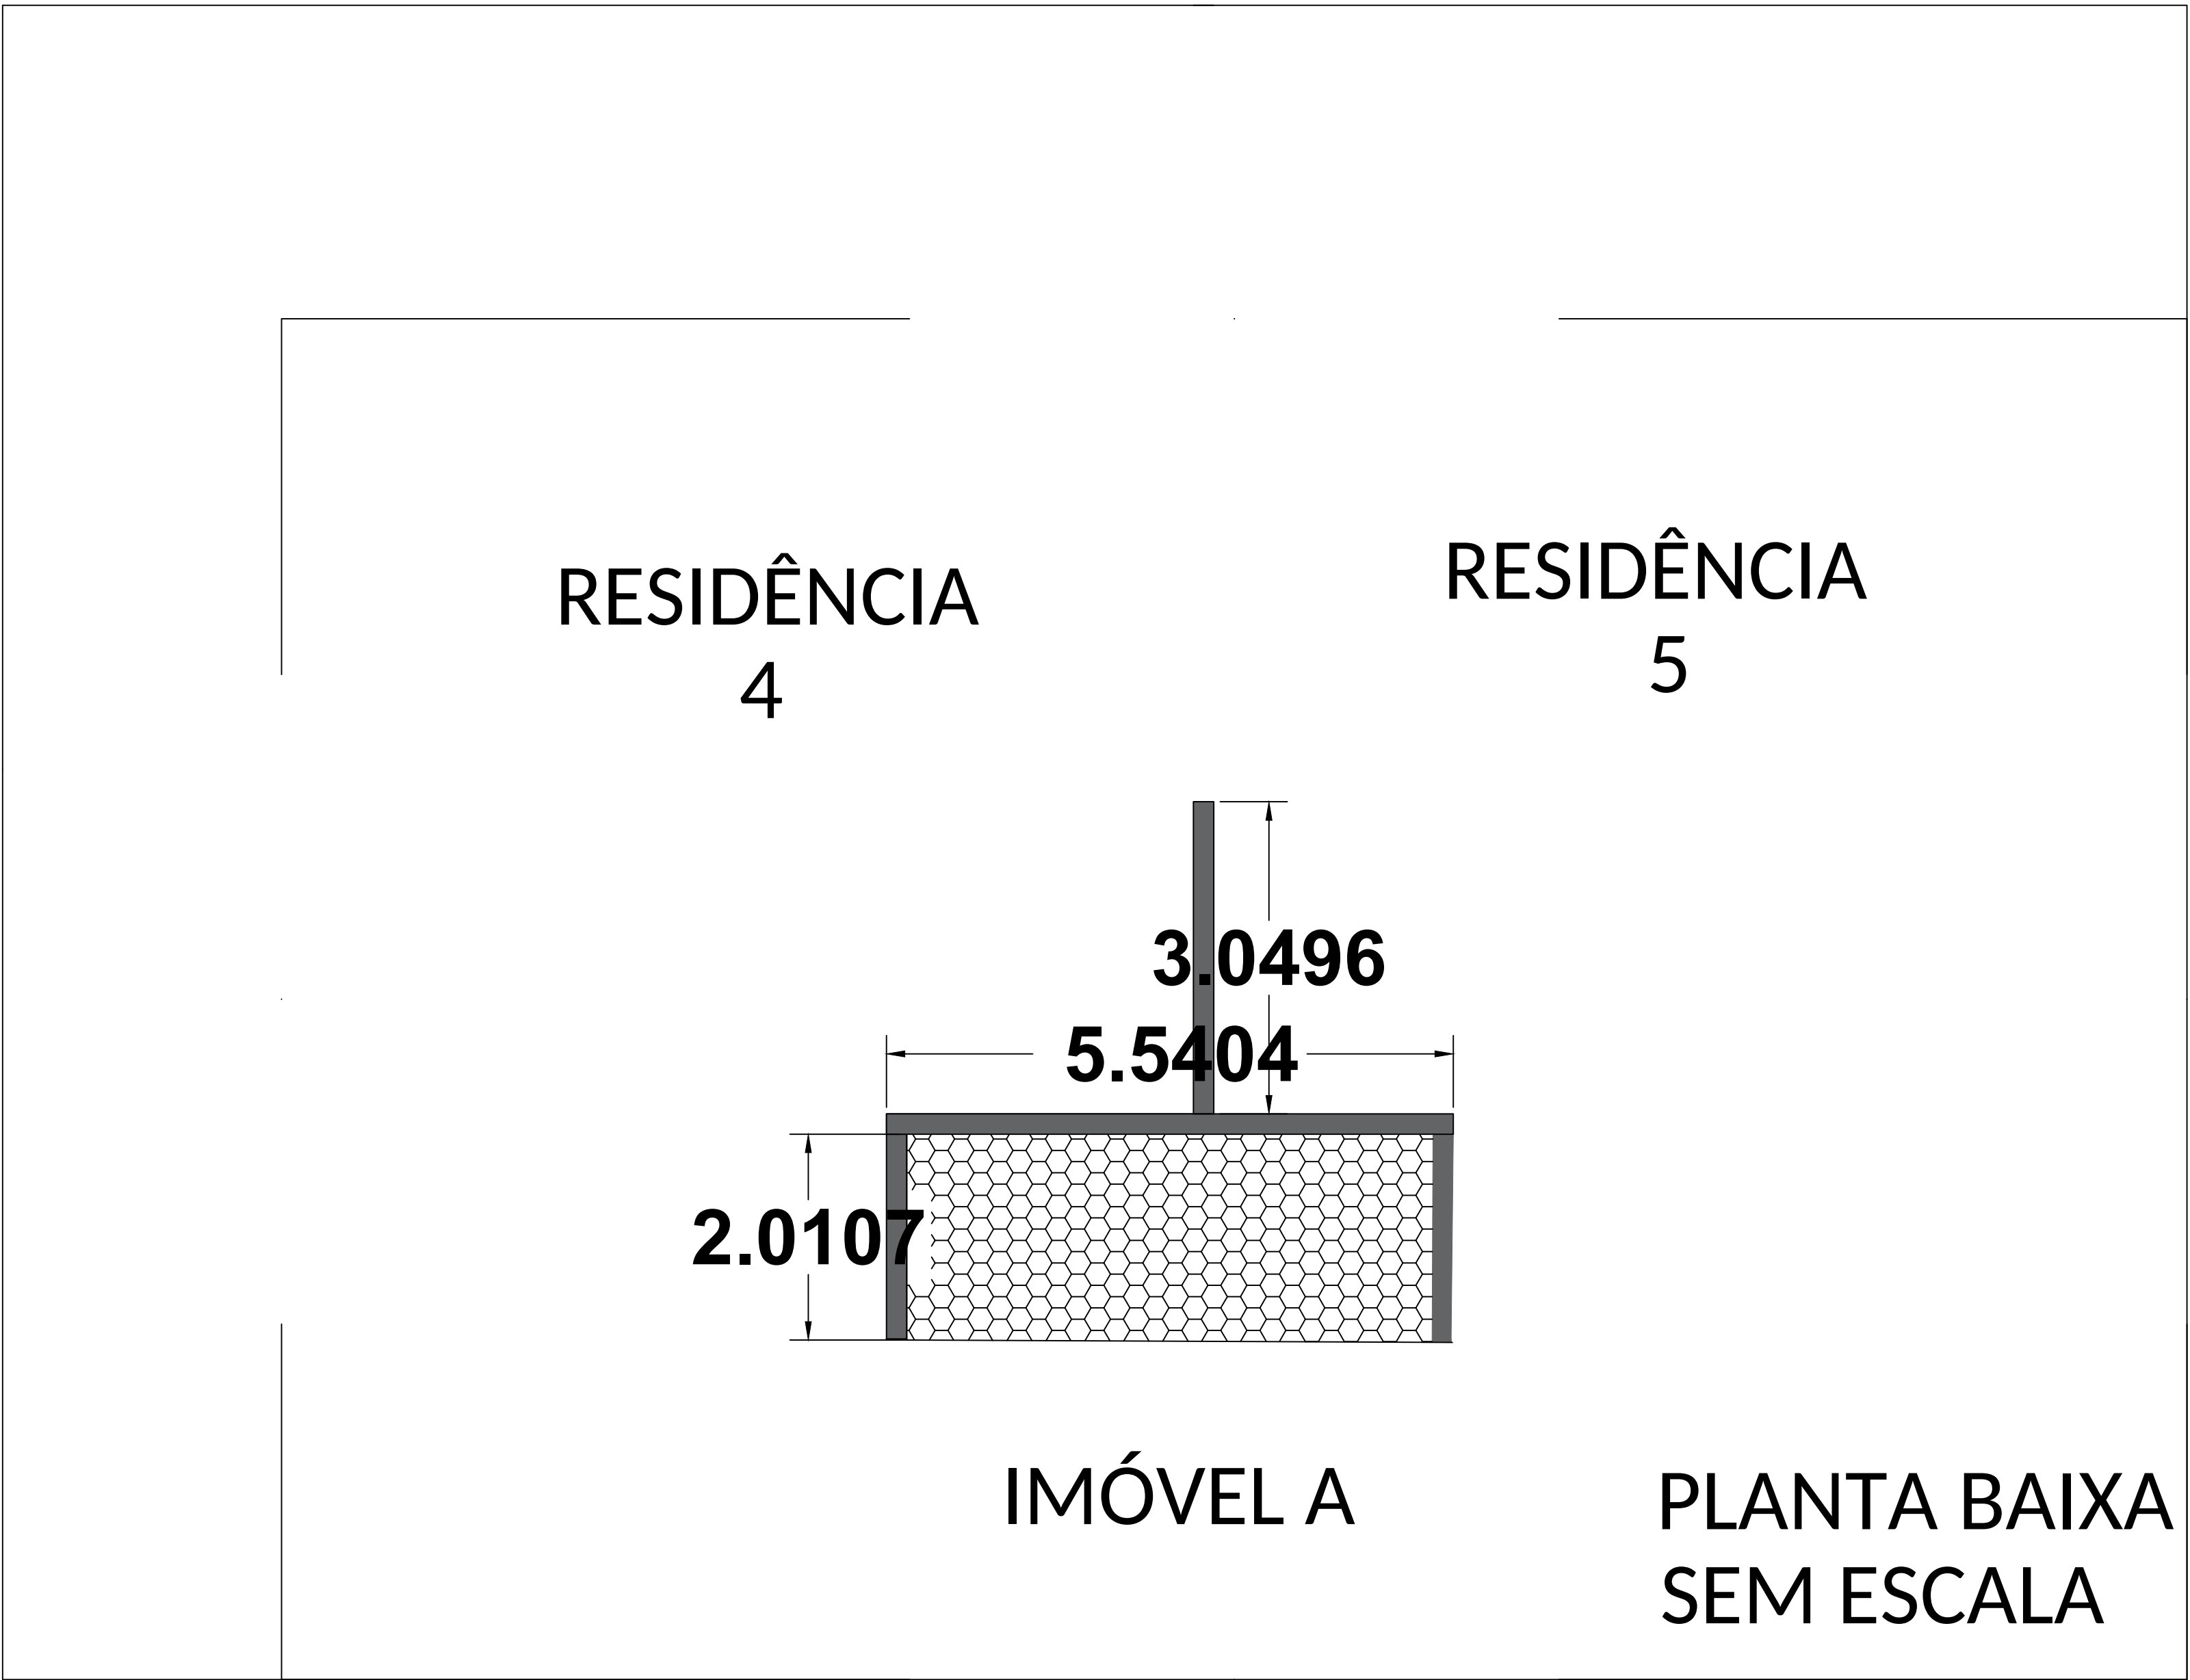 RESIDÊNCIA
4
RESIDÊNCIA
5
3.0496
5.5404
2.0107
IMÓVEL A
PLANTA BAIXA
SEM ESCALA